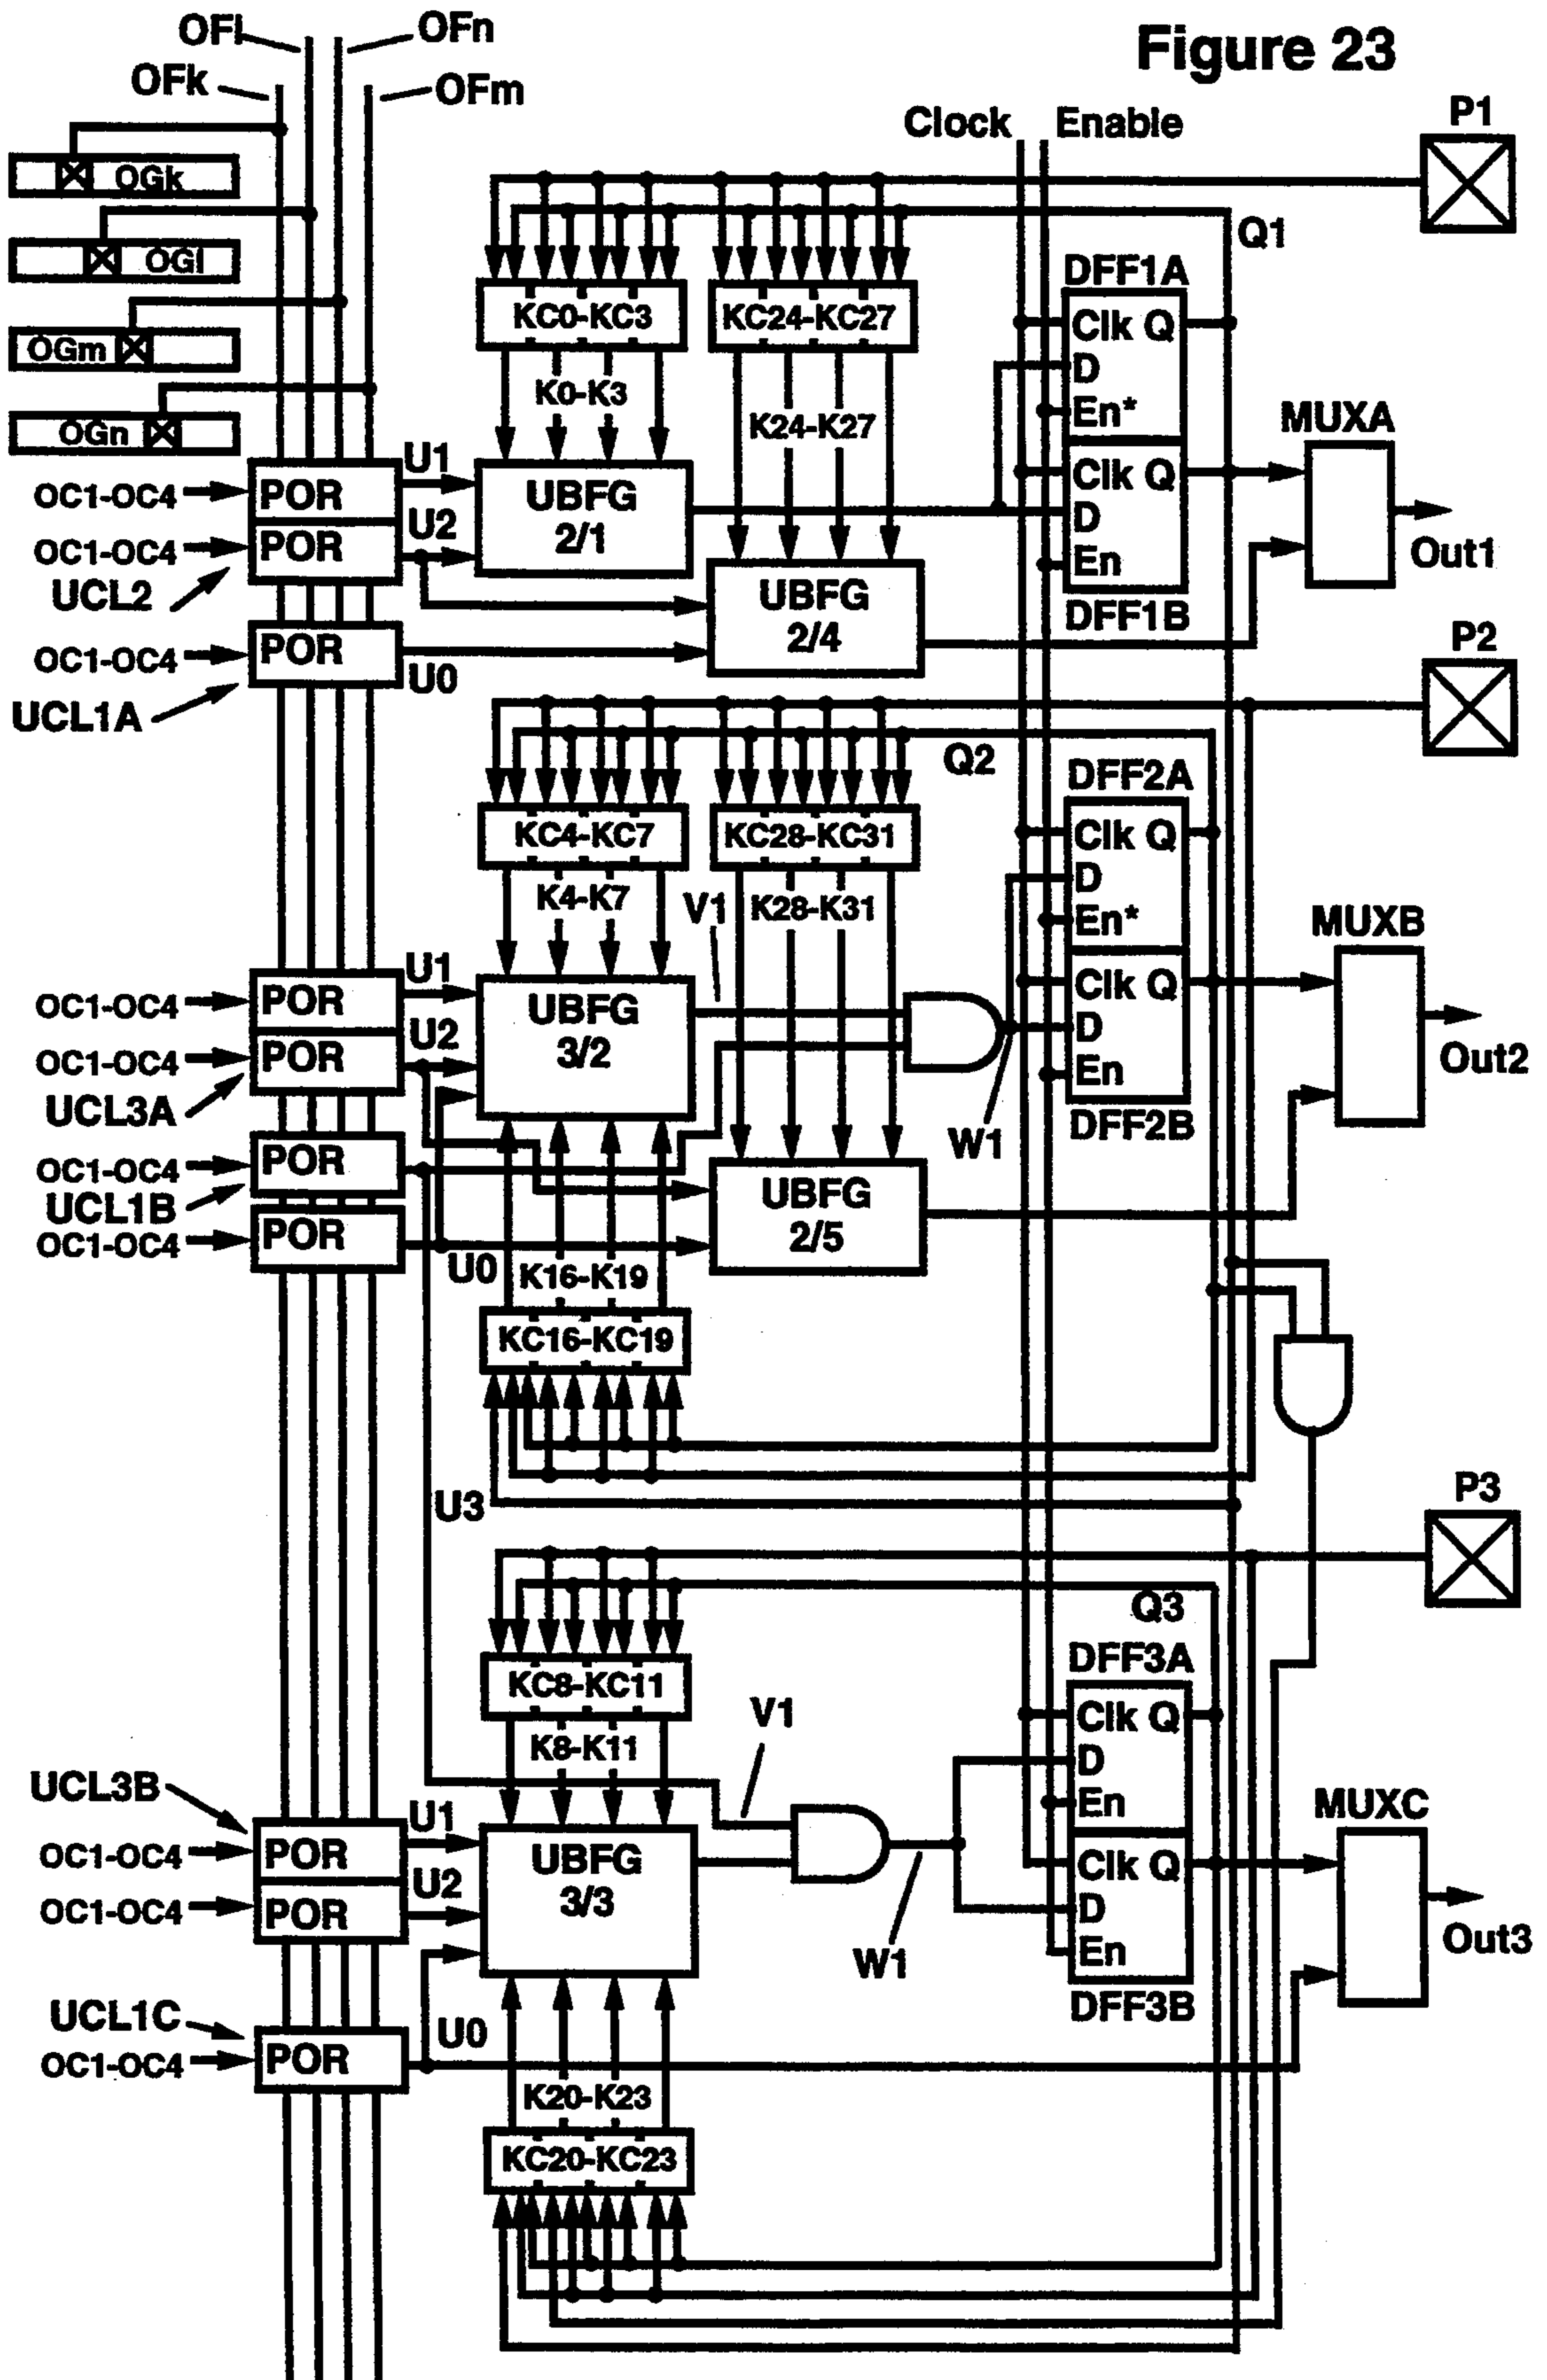 Figure 23
OFl
OFn
OFk
OFm
Clock
Enable
P1
OGk
OGl
OGm
OGn
Q1
DFF1A
KC0-KC3
KC24-KC27
Clk Q
D
En*
K0-K3
K24-K27
MUXA
U1
OC1-OC4
POR
UBFG
2/1
Clk Q
D
En
DFF1B
Out1
U2
OC1-OC4
POR
UCL2
UBFG
2/4
OC1-OC4
POR
U0
UCL1A
P2
Q2
DFF2A
KC4-KC7
KC28-KC31
Clk Q
D
En*
K4-K7
V1
K28-K31
MUXB
U1
OC1-OC4
POR
UBFG
3/2
Clk Q
D
En
DFF2B
Out2
U2
OC1-OC4
POR
UCL3A
W1
OC1-OC4
POR
UCL1B
UBFG
2/5
OC1-OC4
POR
U0
K16-K19
KC16-KC19
U3
P3
Q3
DFF3A
KC8-KC11
Clk Q
D
En
K8-K11
V1
UCL3B
MUXC
U1
OC1-OC4
POR
UBFG
3/3
Clk Q
D
En
DFF3B
U2
OC1-OC4
POR
W1
Out3
UCL1C
U0
OC1-OC4
POR
K20-K23
KC20-KC23